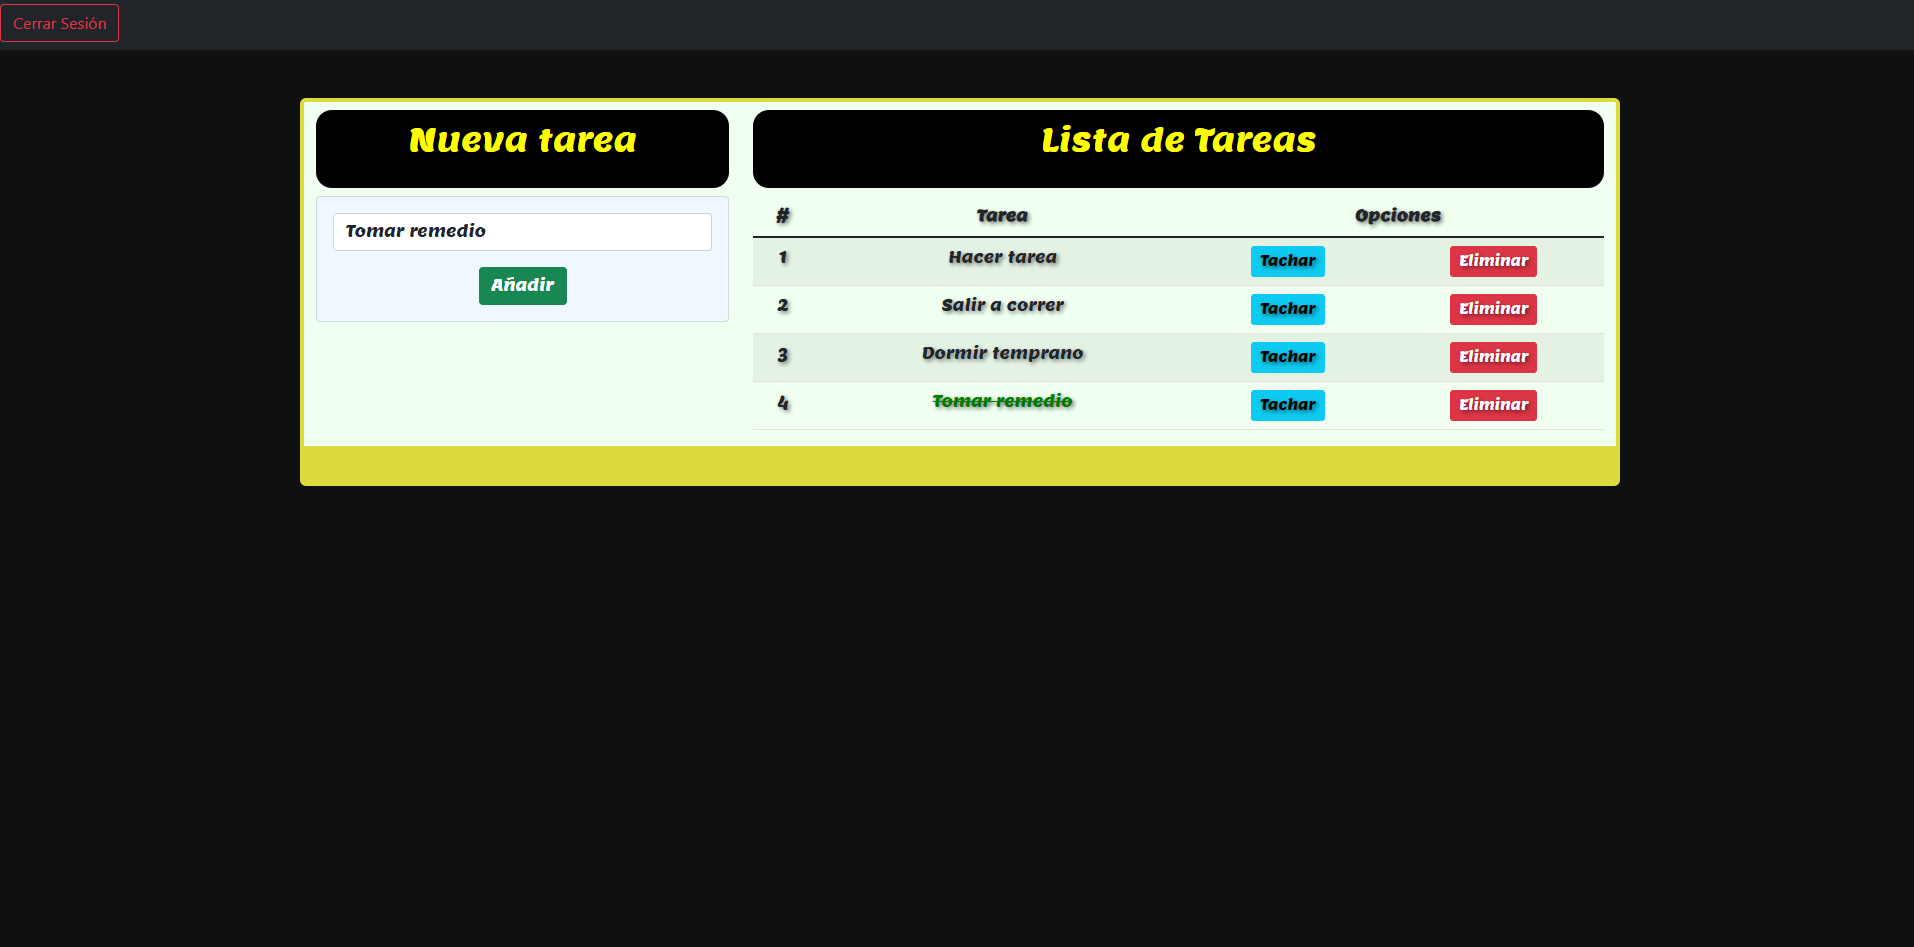 Cerrar Sesión
Nueva tarea
Tomar remedio
Añadir
Lista de Tareas
# Tarea Opciones
1 Hacer tarea Tachar Eliminar
2 Salir a correr Tachar Eliminar
3 Dormir temprano Tachar Eliminar
4 Tomar remedio Tachar Eliminar